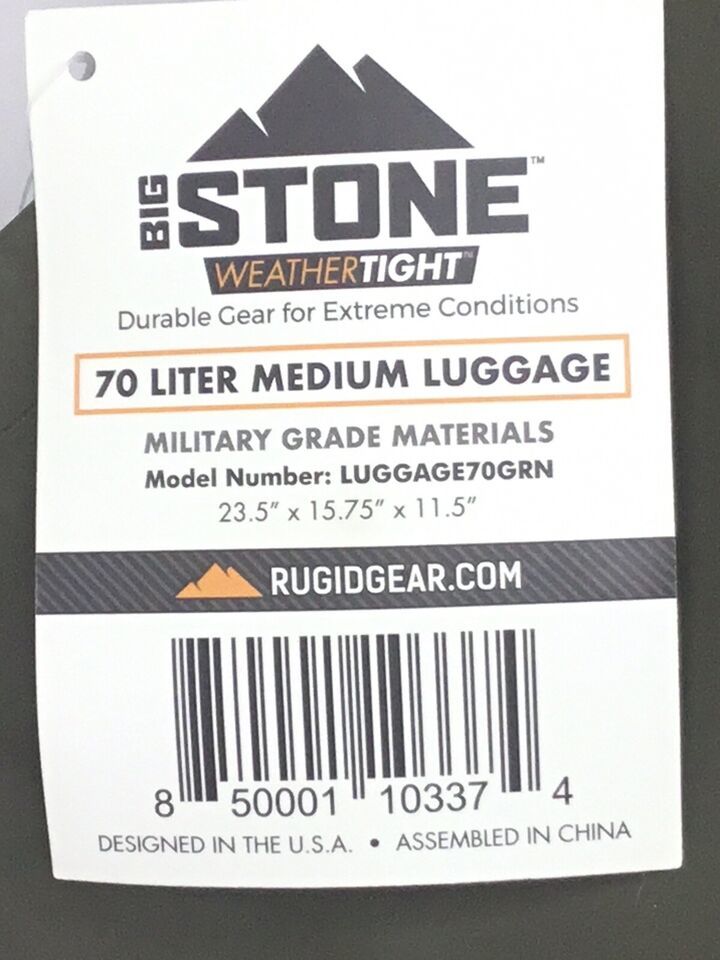 BIG STONE™
WEATHERTIGHT™
Durable Gear for Extreme Conditions
70 LITER MEDIUM LUGGAGE
MILITARY GRADE MATERIALS
Model Number: LUGGAGE70GRN
23.5" x 15.75" x 11.5"
RUGIDGEAR.COM
8 50001 10337 4
DESIGNED IN THE U.S.A. • ASSEMBLED IN CHINA